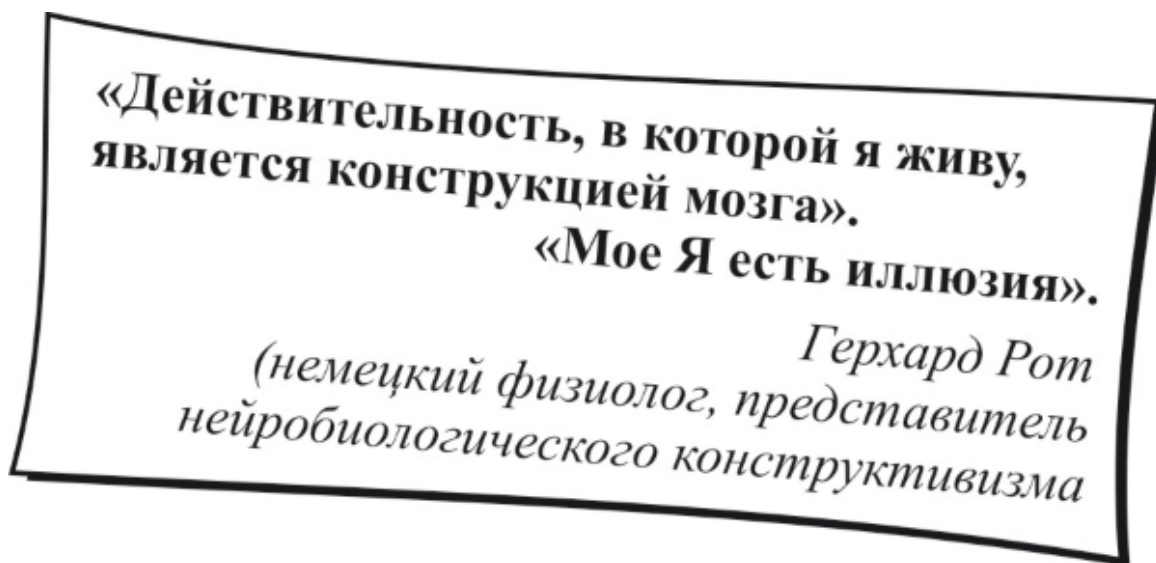 «Действительность, в которой я живу,
является конструкцией мозга».
«Мое Я есть иллюзия».
Герхард Рот
(немецкий физиолог, представитель
нейробиологического конструктивизма